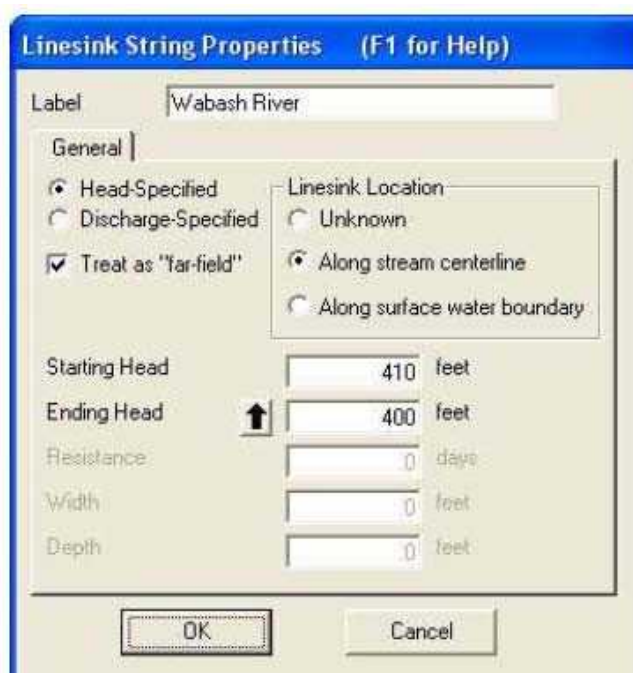 Linesink String Properties (F1 for Help)
Label Wabash River
General
Head-Specified
Discharge-Specified
Treat as "far-field"
Linesink Location
Unknown
Along stream centerline
Along surface water boundary
Starting Head 410 feet
Ending Head 400 feet
Resistance 0 days
Width 0 feet
Depth 0 feet
OK Cancel